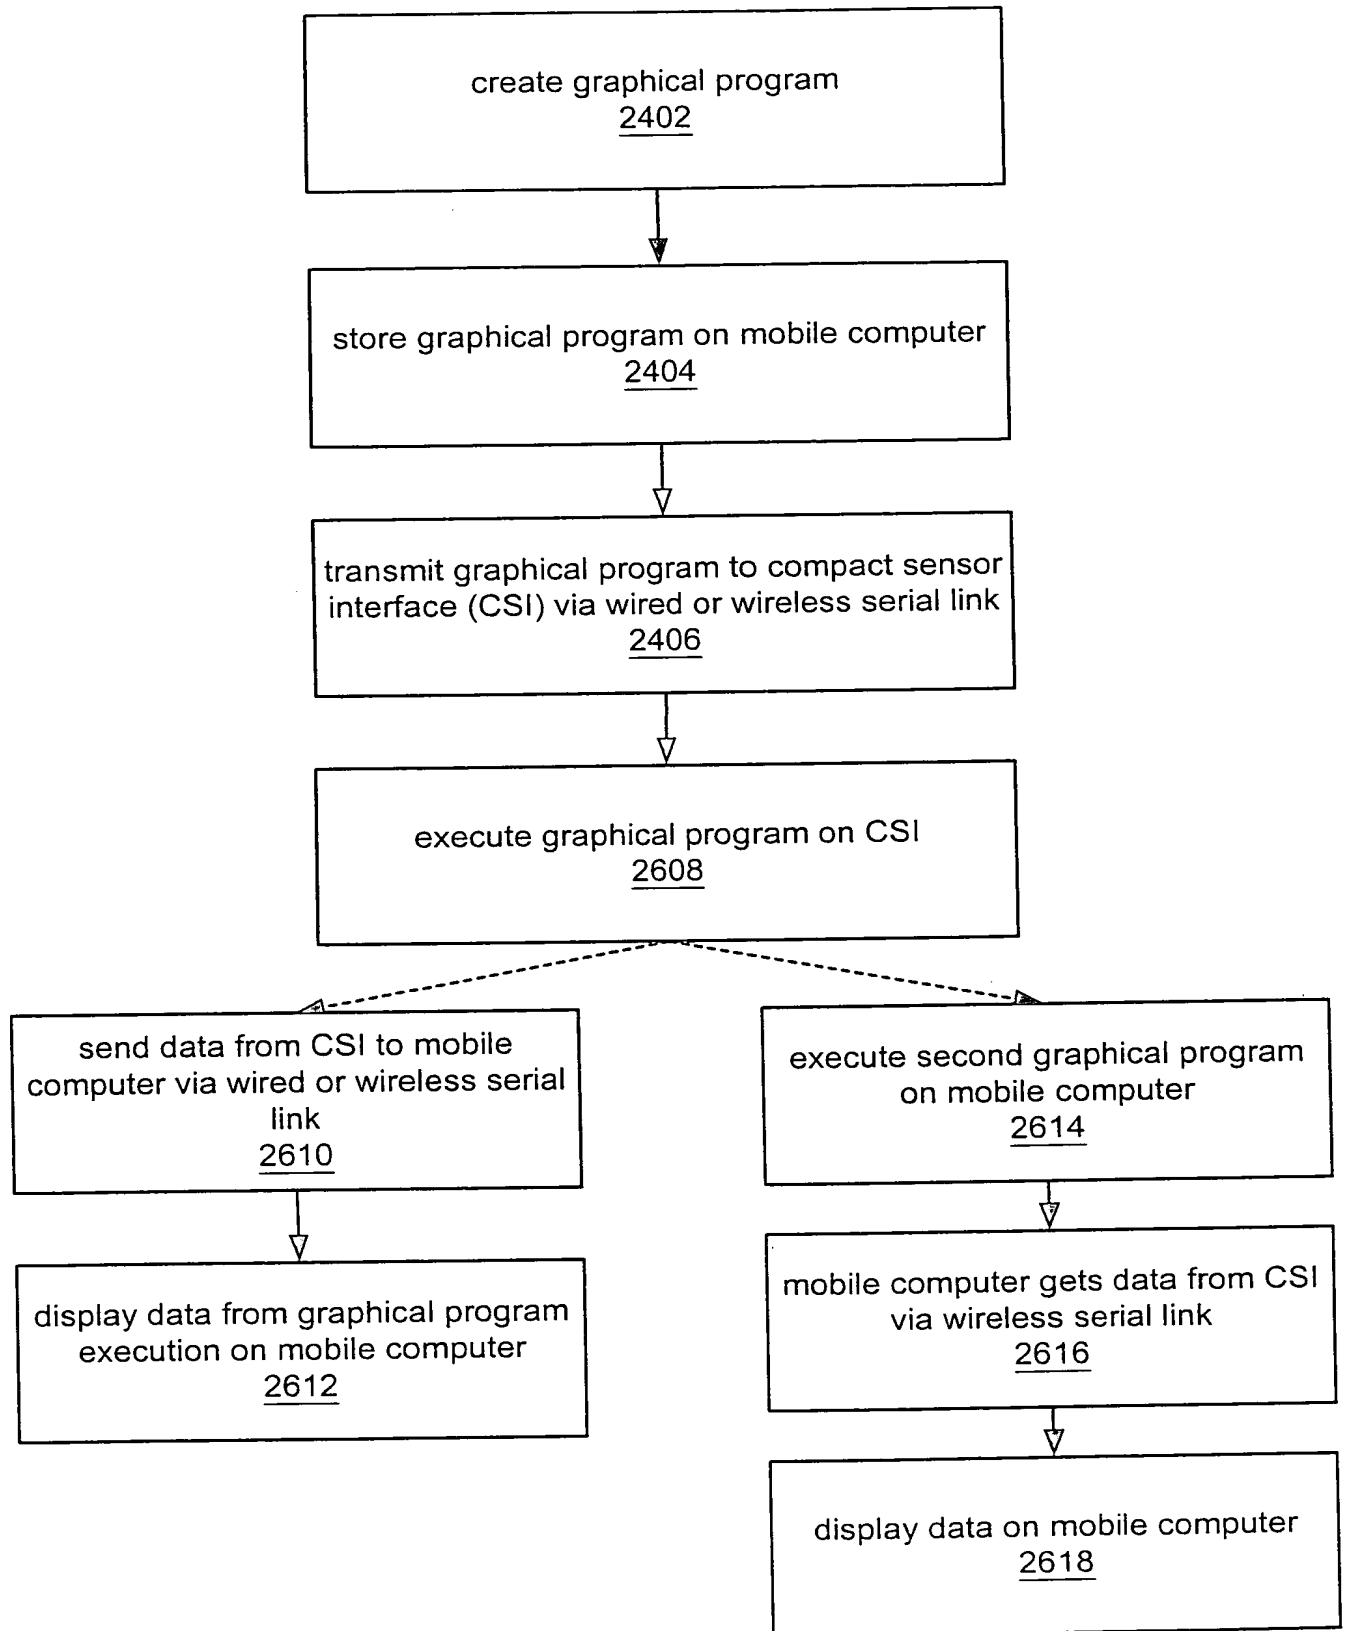 create graphical program
2402
store graphical program on mobile computer
2404
transmit graphical program to compact sensor
interface (CSI) via wired or wireless serial link
2406
execute graphical program on CSI
2608
send data from CSI to mobile
computer via wired or wireless serial
link
2610
display data from graphical program
execution on mobile computer
2612
execute second graphical program
on mobile computer
2614
mobile computer gets data from CSI
via wireless serial link
2616
display data on mobile computer
2618